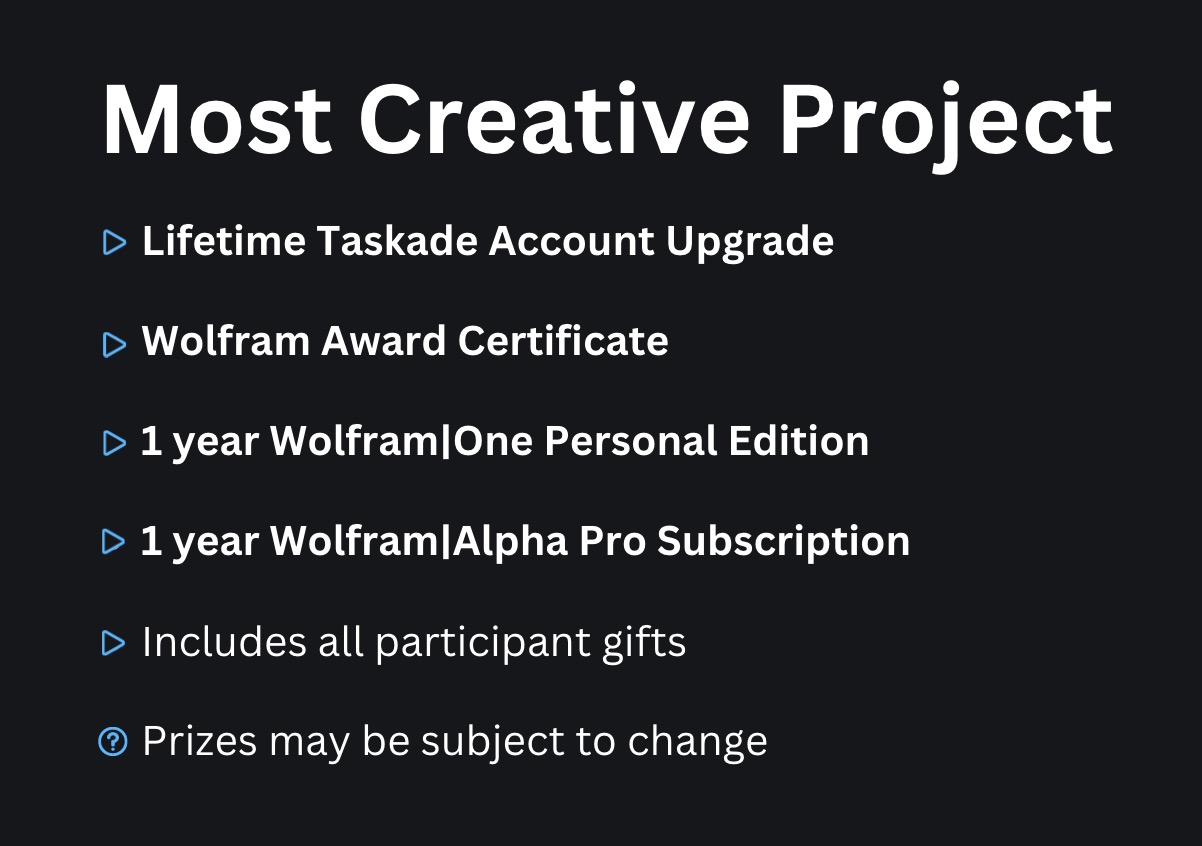 Most Creative Project
Lifetime Taskade Account Upgrade
Wolfram Award Certificate
1 year Wolfram|One Personal Edition
1 year Wolfram|Alpha Pro Subscription
Includes all participant gifts
Prizes may be subject to change